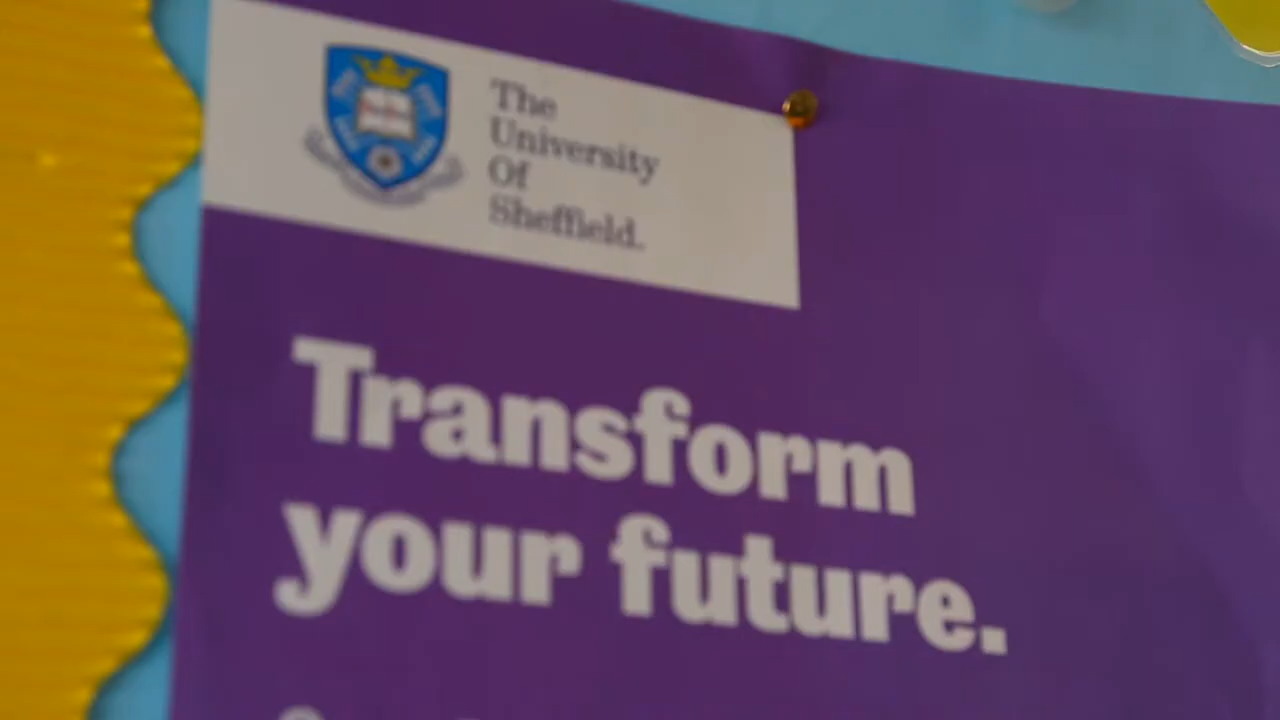 The
University
Of
Sheffield.
Transform
your future.